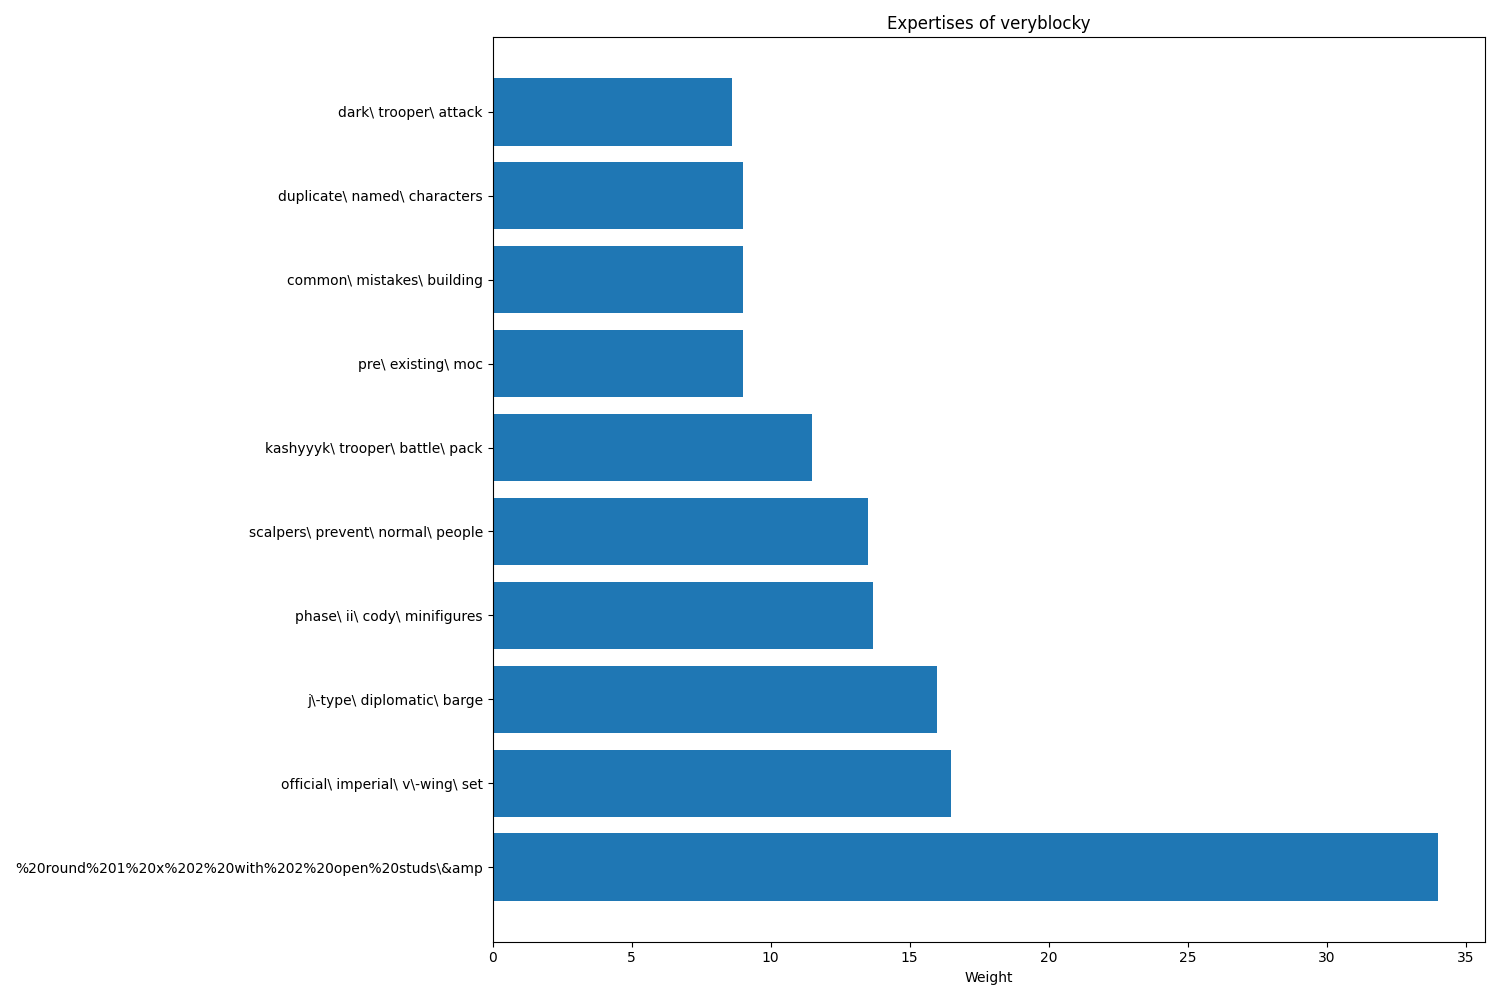 Expertises of veryblocky
dark\ trooper\ attack
duplicate\ named\ characters
common\ mistakes\ building
pre\ existing\ moc
kashyyyk\ trooper\ battle\ pack
scalpers\ prevent\ normal\ people
phase\ ii\ cody\ minifigures
j\-type\ diplomatic\ barge
official\ imperial\ v\-wing\ set
%20round%201%20x%202%20with%202%20open%20studs\&amp
0 5 10 15 20 25 30 35
Weight